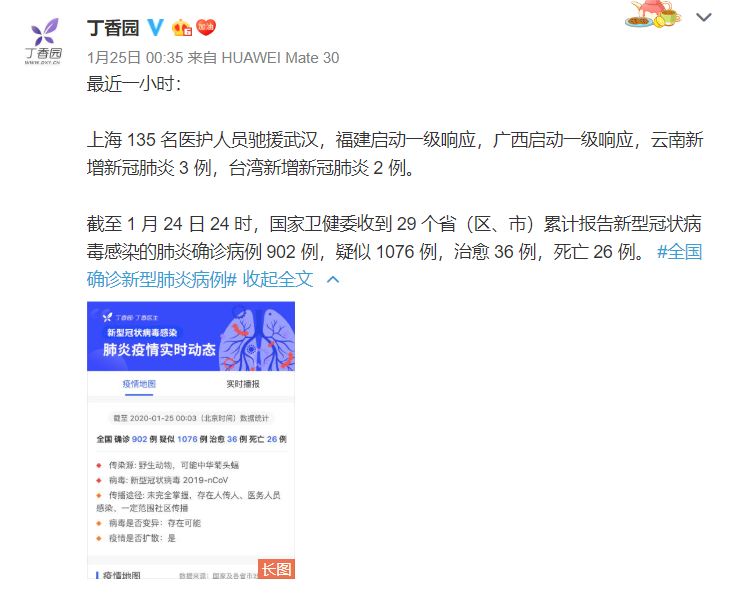 丁香园
丁香园
WWW.DXY.CN
1月25日 00:35 来自 HUAWEI Mate 30
最近一小时：
上海 135 名医护人员驰援武汉，福建启动一级响应，广西启动一级响应，云南新
增新冠肺炎 3 例，台湾新增新冠肺炎 2 例。
截至 1 月 24 日 24 时，国家卫健委收到 29 个省（区、市）累计报告新型冠状病
毒感染的肺炎确诊病例 902 例，疑似 1076 例，治愈 36 例，死亡 26 例。 #全国
确诊新型肺炎病例# 收起全文
丁香园·丁香医生
新型冠状病毒感染
肺炎疫情实时动态
疫情地图 实时播报
截至 2020-01-25 00:03（北京时间）数据统计
全国 确诊 902 例 疑似 1076 例 治愈 36 例 死亡 26 例
传染源: 野生动物，可能中华菊头蝠
病毒: 新型冠状病毒 2019-nCoV
传播途径: 未完全掌握，存在人传人、医务人员
感染、一定范围社区传播
病毒是否变异：存在可能
疫情是否扩散：是
疫情地图 数据来源：国家及各省市
长图